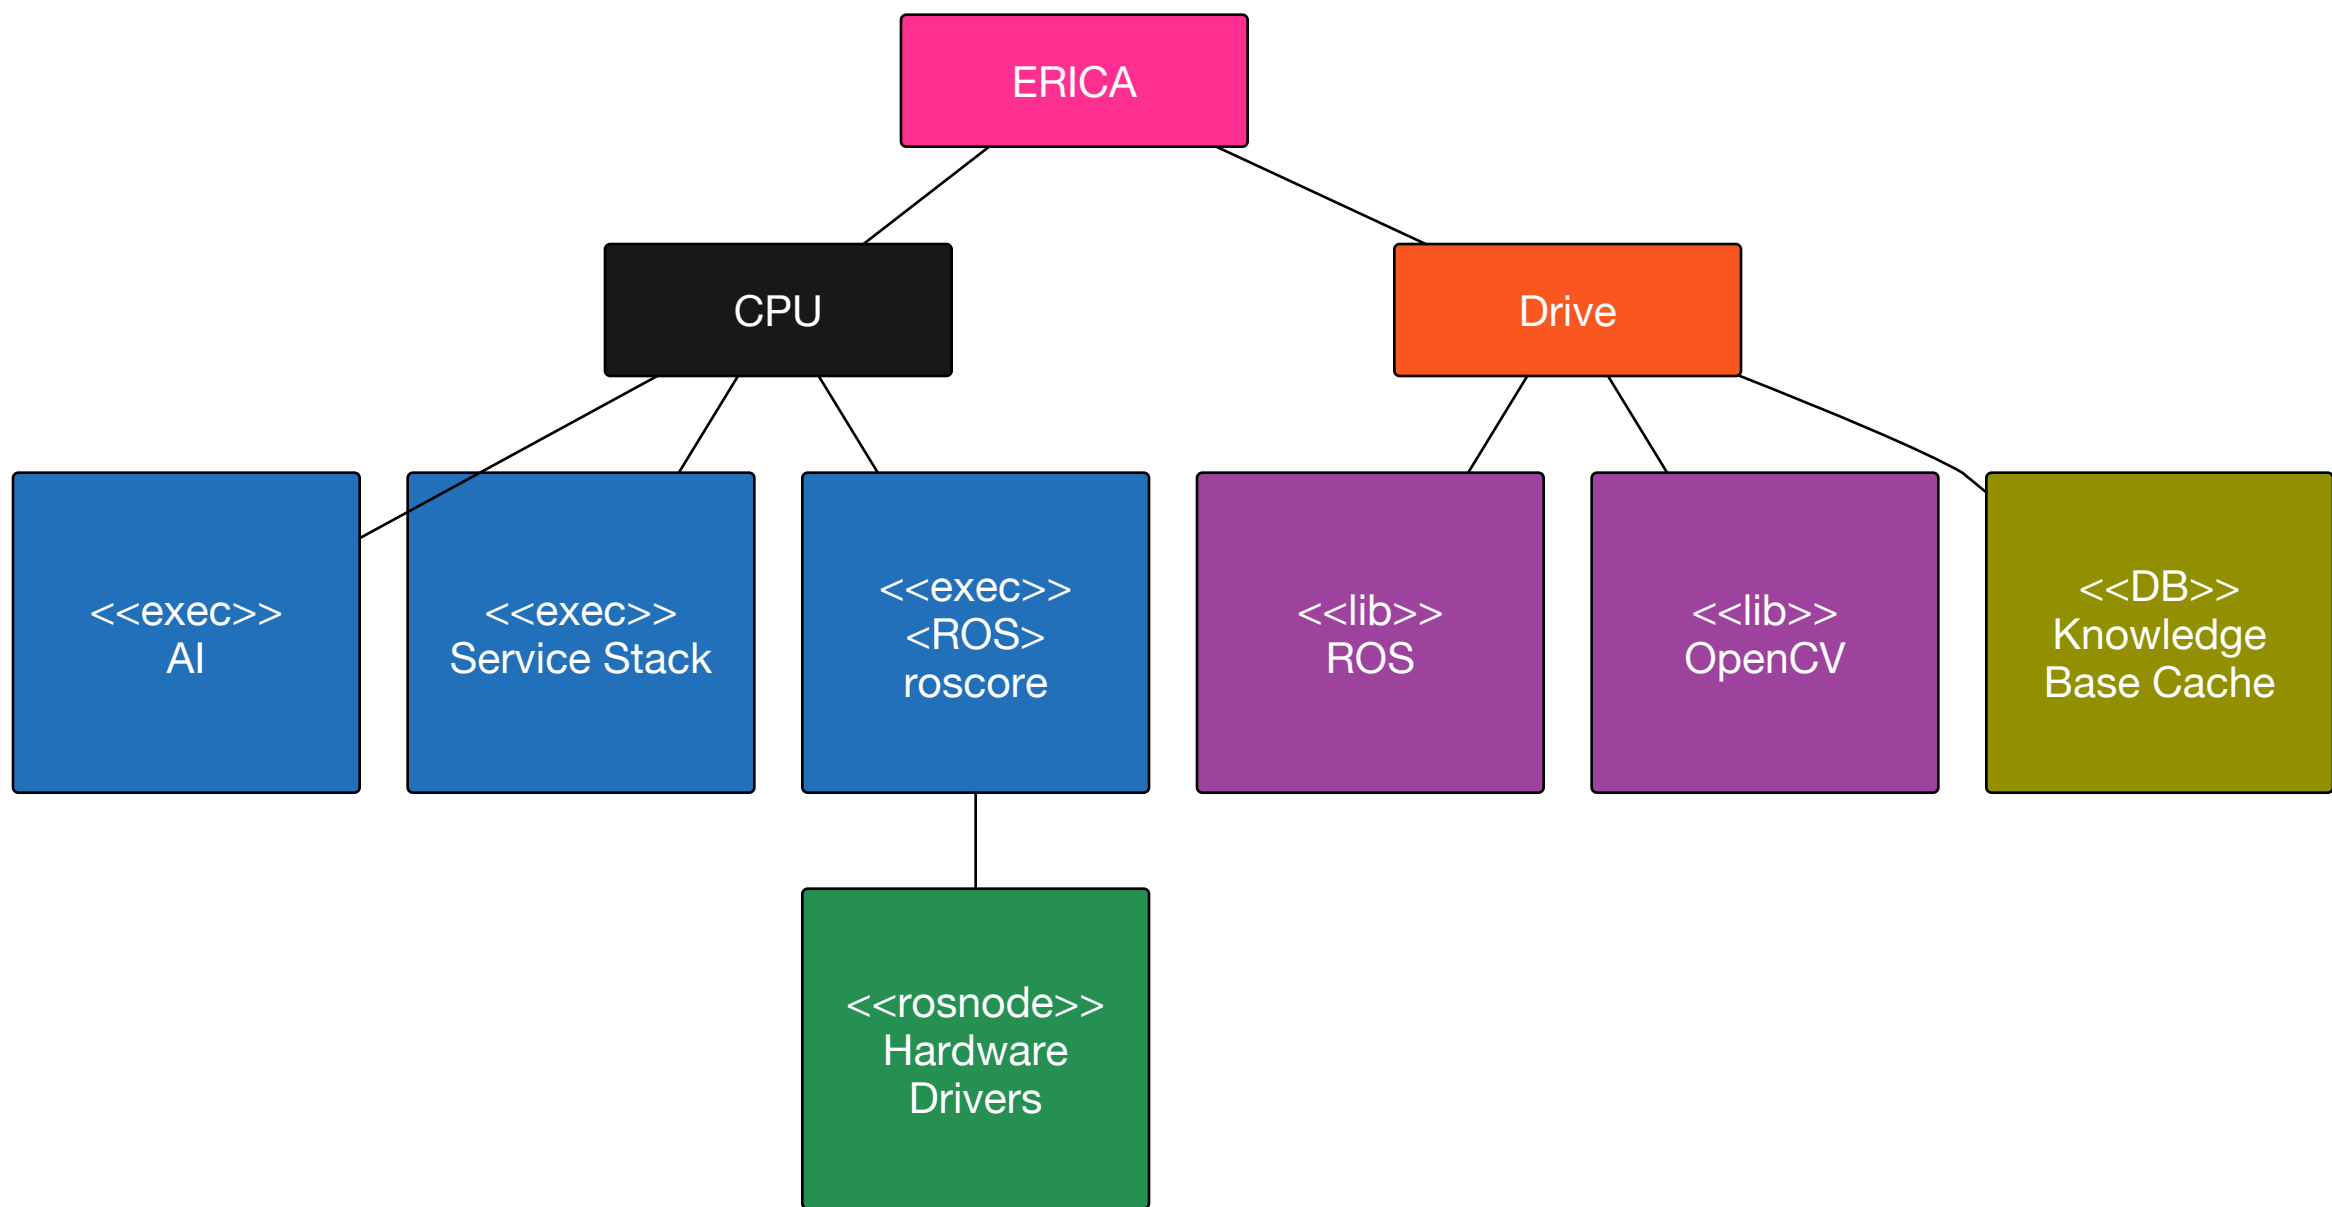 ERICA
CPU
Drive
<<exec>>
AI
<<exec>>
Service Stack
<<exec>>
<ROS>
roscore
<<lib>>
ROS
<<lib>>
OpenCV
<<DB>>
Knowledge
Base Cache
<<rosnode>>
Hardware
Drivers